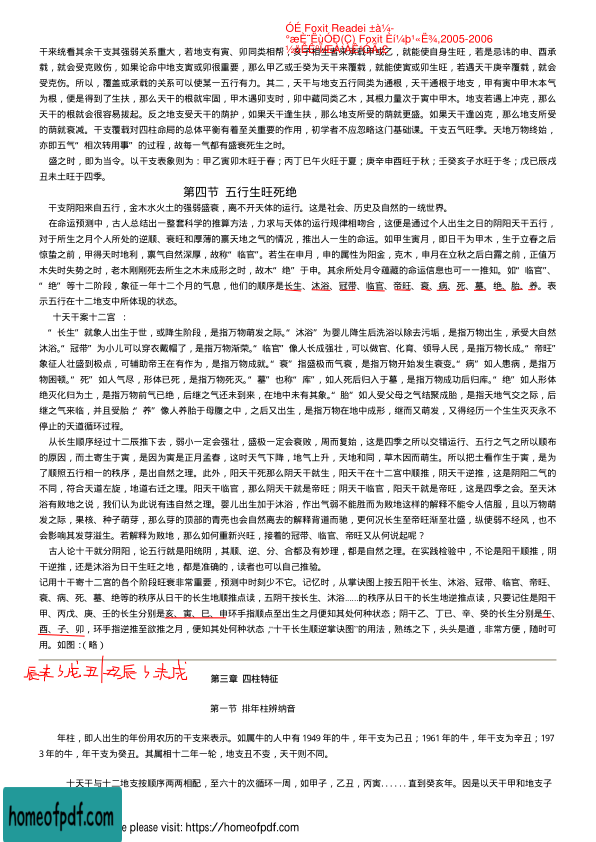 ÓÉ Foxit Reader ±à¼­
°æÈ¨ËùÓÐ(C) Foxit Èí¼þ¹«Ë¾,2005-2006
干来统看其余干支其强弱关系重大，若地支有寅、卯同类相帮，亥子相生者来承载甲或乙，就能使自身生旺，若是忌讳的申、酉承
载，就会受克败伤，如果论命中地支寅或卯很重要，那么甲乙或壬癸为天干来覆载，就能使寅或卯生旺，若遇天干庚辛覆载，就会
受克伤。所以，覆盖或承载的关系可以使某一五行有力。其二，天干与地支五行同类为通根，天干通根于地支，甲有寅中甲木本气
为根，便是得到了生扶，那么天干的根就牢固，甲木遇卯支时，卯中藏同类乙木，其根力量次于寅中甲木。地支若遇上冲克，那么
天干的根就会很容易拔起。反之地支受天干的荫护，如果天干逢生扶，那么地支所受的荫就更盛。如果天干逢凶克，那么地支所受
的荫就衰减。干支覆载对四柱命局的总体平衡有着至关重要的作用，初学者不应忽略这门基础课。干支五气旺季。天地万物终始，
亦即五气"相次转用事"的过程，故每一气都有盛衰死生之时。
盛之时，即为当令。以干支表象则为：甲乙寅卯木旺于春；丙丁巳午火旺于夏；庚辛申酉旺于秋；壬癸亥子水旺于冬；戊己辰戌
丑未土旺于四季。
第四节 五行生旺死绝
干支阴阳来自五行，金木水火土的强弱盛衰，离不开天体的运行。这是社会、历史及自然的一统世界。
在命运预测中，古人总结出一整套科学的推算方法，力求与天体的运行规律相吻合，这便是通过个人出生之日的阴阳天干五行，
对于所生之月个人所处的逆顺、衰旺和厚薄的禀天地之气的情况，推出人一生的命运。如甲生寅月，即日干为甲木，生于立春之后
惊蛰之前，甲得天时地利，禀气自然深厚，故称"临官"。若生在申月，申的属性为阳金，克木，申月在立秋之后白露之前，正值万
木失时失势之时，老木刚刚死去所生之木未成形之时，故木"绝"于申。其余所处月令蕴藏的命运信息也可一一推知。如"临官"、
"绝"等十二阶段，象征一年十二个月的气息，他们的顺序是长生、沐浴、冠带、临官、帝旺、衰、病、死、墓、绝、胎、养。表
示五行在十二地支中所体现的状态。
十天干案十二宫 ：
"长生"就象人出生于世，或降生阶段，是指万物萌发之际。"沐浴"为婴儿降生后洗浴以除去污垢，是指万物出生，承受大自然
沐浴。"冠带"为小儿可以穿衣戴帽了，是指万物渐荣。"临官"像人长成强壮，可以做官、化育、领导人民，是指万物长成。"帝旺"
象征人壮盛到极点，可辅助帝王在有作为，是指万物成就。"衰"指盛极而气衰，是指万物开始发生衰变。"病"如人患病，是指万
物困顿。"死"如人气尽，形体已死，是指万物死灭。"墓"也称"库"，如人死后归入于墓，是指万物成功后归库。"绝"如人形体
绝灭化归为土，是指万物前气已绝，后继之气还未到来，在地中未有其象。"胎"如人受父母之气结聚成胎，是指天地气交之际，后
继之气来临，并且受胎；"养"像人养胎于母腹之中，之后又出生，是指万物在地中成形，继而又萌发，又得经历一个生生灭灭永不
停止的天道循环过程。
从长生顺序经过十二辰推下去，弱小一定会强壮，盛极一定会衰败，周而复始，这是四季之所以交错运行、五行之气之所以顺布
的原因，而土寄生于寅，是因为寅是正月孟春，这时天气下降，地气上升，天地和同，草木因而萌生。所以把土看作生于寅，是为
了顺照五行相一的秩序，是出自然之理。此外，阳天干死那么阴天干就生，阳天干在十二宫中顺推，阴天干逆推，这是阴阳二气的
不同，符合天道左旋，地道右迁之理。阳天干临官，那么阴天干就是帝旺；阴天干临官，阳天干就是帝旺，这是四季之会。至天沐
浴有败地之说，我们认为此说有违自然之理。婴儿出生加于沐浴，作出气弱不能胜而为败地这样的解释不能令人信服，且以万物萌
发之际，果核、种子萌芽，那么芽的顶部的青壳也会自然离去的解释背道而驰，更何况长生至帝旺渐至壮盛，纵使弱不经风，也不
会影响其发芽滋生。若解释为败地，那么如何重新兴旺，接着的冠带、临官、帝旺又从何说起呢？
古人论十干就分阴阳，论五行就是阳统阴，其顺、逆、分、合都及有妙理，都是自然之理。在实践检验中，不论是阳干顺推，阴
干逆推，还是沐浴为日干生旺之地，都是准确的，读者也可以自己推验。
记用十干寄十二宫的各个阶段旺衰非常重要，预测中时刻少不它。记忆时，从掌诀图上按五阳干长生、沐浴、冠带、临官、帝旺、
衰、病、死、墓、绝等的秩序从日干的长生地顺推点读，五阴干按长生、沐浴……的秩序从日干的长生地逆推点读，只要记住是阳干
甲、丙戊、庚、壬的长生分别是亥、寅、巳、申环手指顺点至出生之月便知其处何种状态；阴干乙、丁己、辛、癸的长生分别是午、
酉、子、卯，环手指逆推至欲推之月，便知其处何种状态，"十干长生顺逆掌诀图"的用法，熟练之下，头头是道，非常方便，随时可
用。如图：（略）
第三章 四柱特征
第一节 排年柱辨纳音
年柱，即人出生的年份用农历的干支来表示。如属牛的人中有 1949 年的牛，年干支为己丑；1961 年的牛，年干支为辛丑；197
3 年的牛，年干支为癸丑。其属相十二年一轮，地支丑不变，天干则不同。
十天干与十二地支按顺序两两相配，至六十的次循环一周，如甲子，乙丑，丙寅......直到癸亥年。因是以天干甲和地支子
homeofpdf.com
e please visit: https://homeofpdf.com